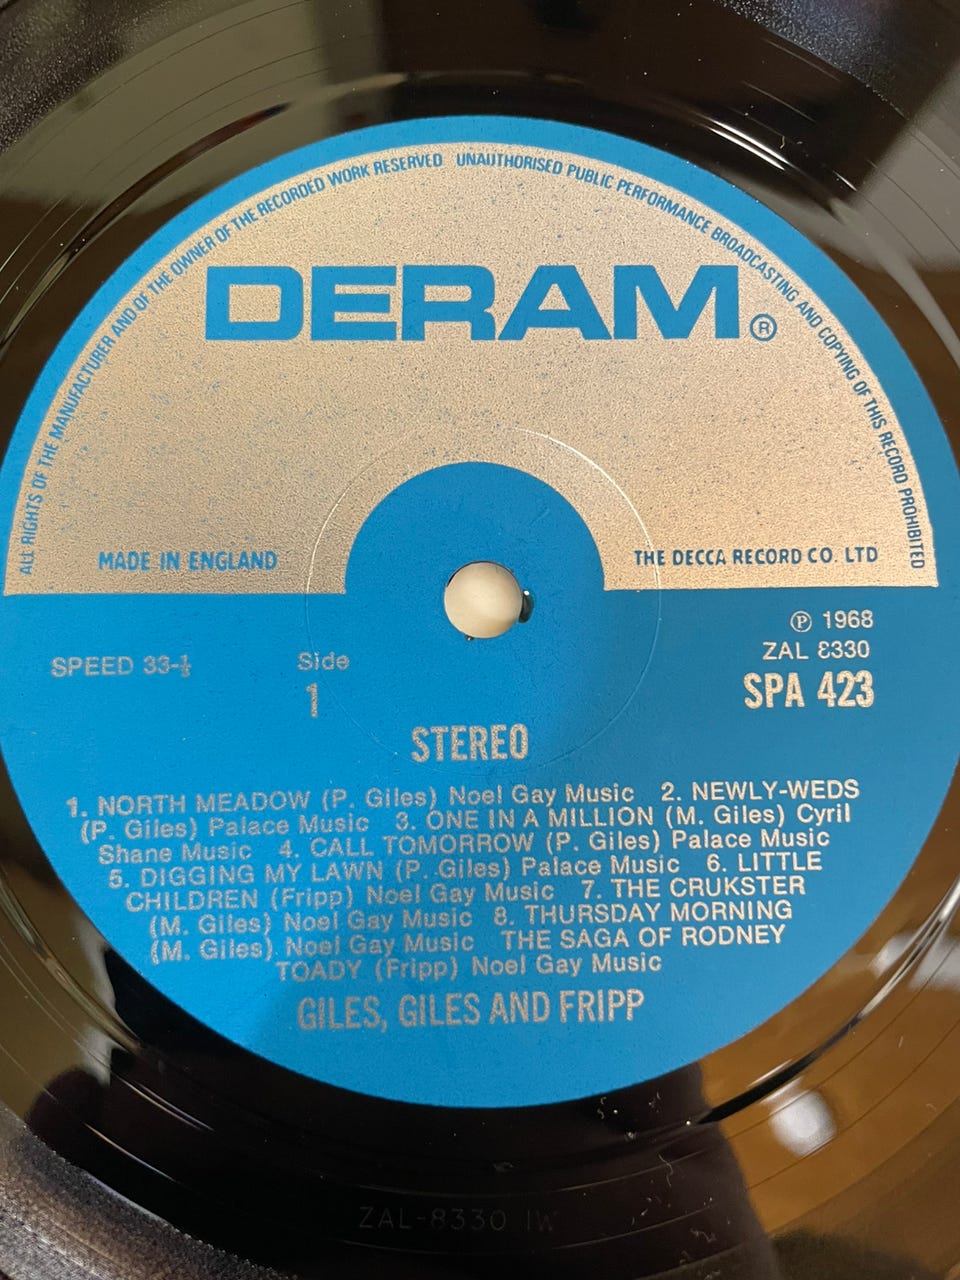 ALL RIGHTS OF THE MANUFACTURER AND OF THE OWNER OF THE RECORDED WORK RESERVED UNAUTHORISED PUBLIC PERFORMANCE BROADCASTING AND COPYING OF THIS RECORD PROHIBITED
DERAM®
MADE IN ENGLAND
THE DECCA RECORD CO. LTD
℗ 1968
ZAL 8330
SPA 423
SPEED 33-⅓
Side
1
STEREO
1. NORTH MEADOW (P. Giles) Noel Gay Music 2. NEWLY-WEDS
(P. Giles) Palace Music 3. ONE IN A MILLION (M. Giles) Cyril
Shane Music 4. CALL TOMORROW (P. Giles) Palace Music
5. DIGGING MY LAWN (P. Giles) Palace Music 6. LITTLE
CHILDREN (Fripp) Noel Gay Music 7. THE CRUKSTER
(M. Giles) Noel Gay Music 8. THURSDAY MORNING
(M. Giles) Noel Gay Music THE SAGA OF RODNEY
TOADY (Fripp) Noel Gay Music
GILES, GILES AND FRIPP
ZAL-8330 1W